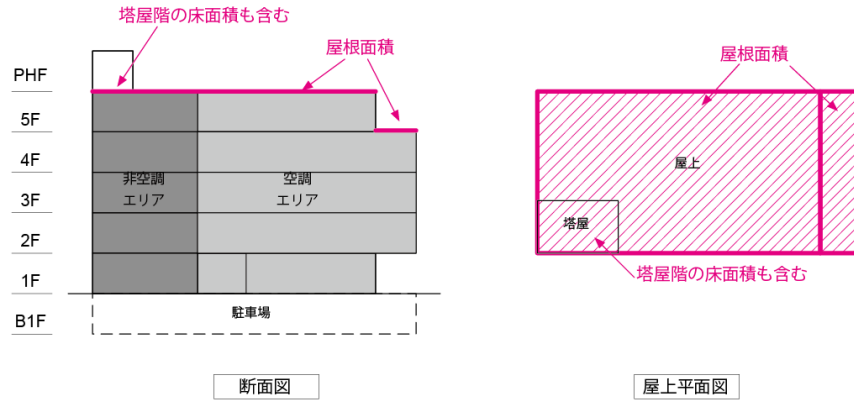 塔屋階の床面積も含む
屋根面積
PHF
5F
4F
3F
2F
1F
B1F
非空調
エリア
空調
エリア
駐車場
断面図
屋根面積
屋上
塔屋
塔屋階の床面積も含む
屋上平面図